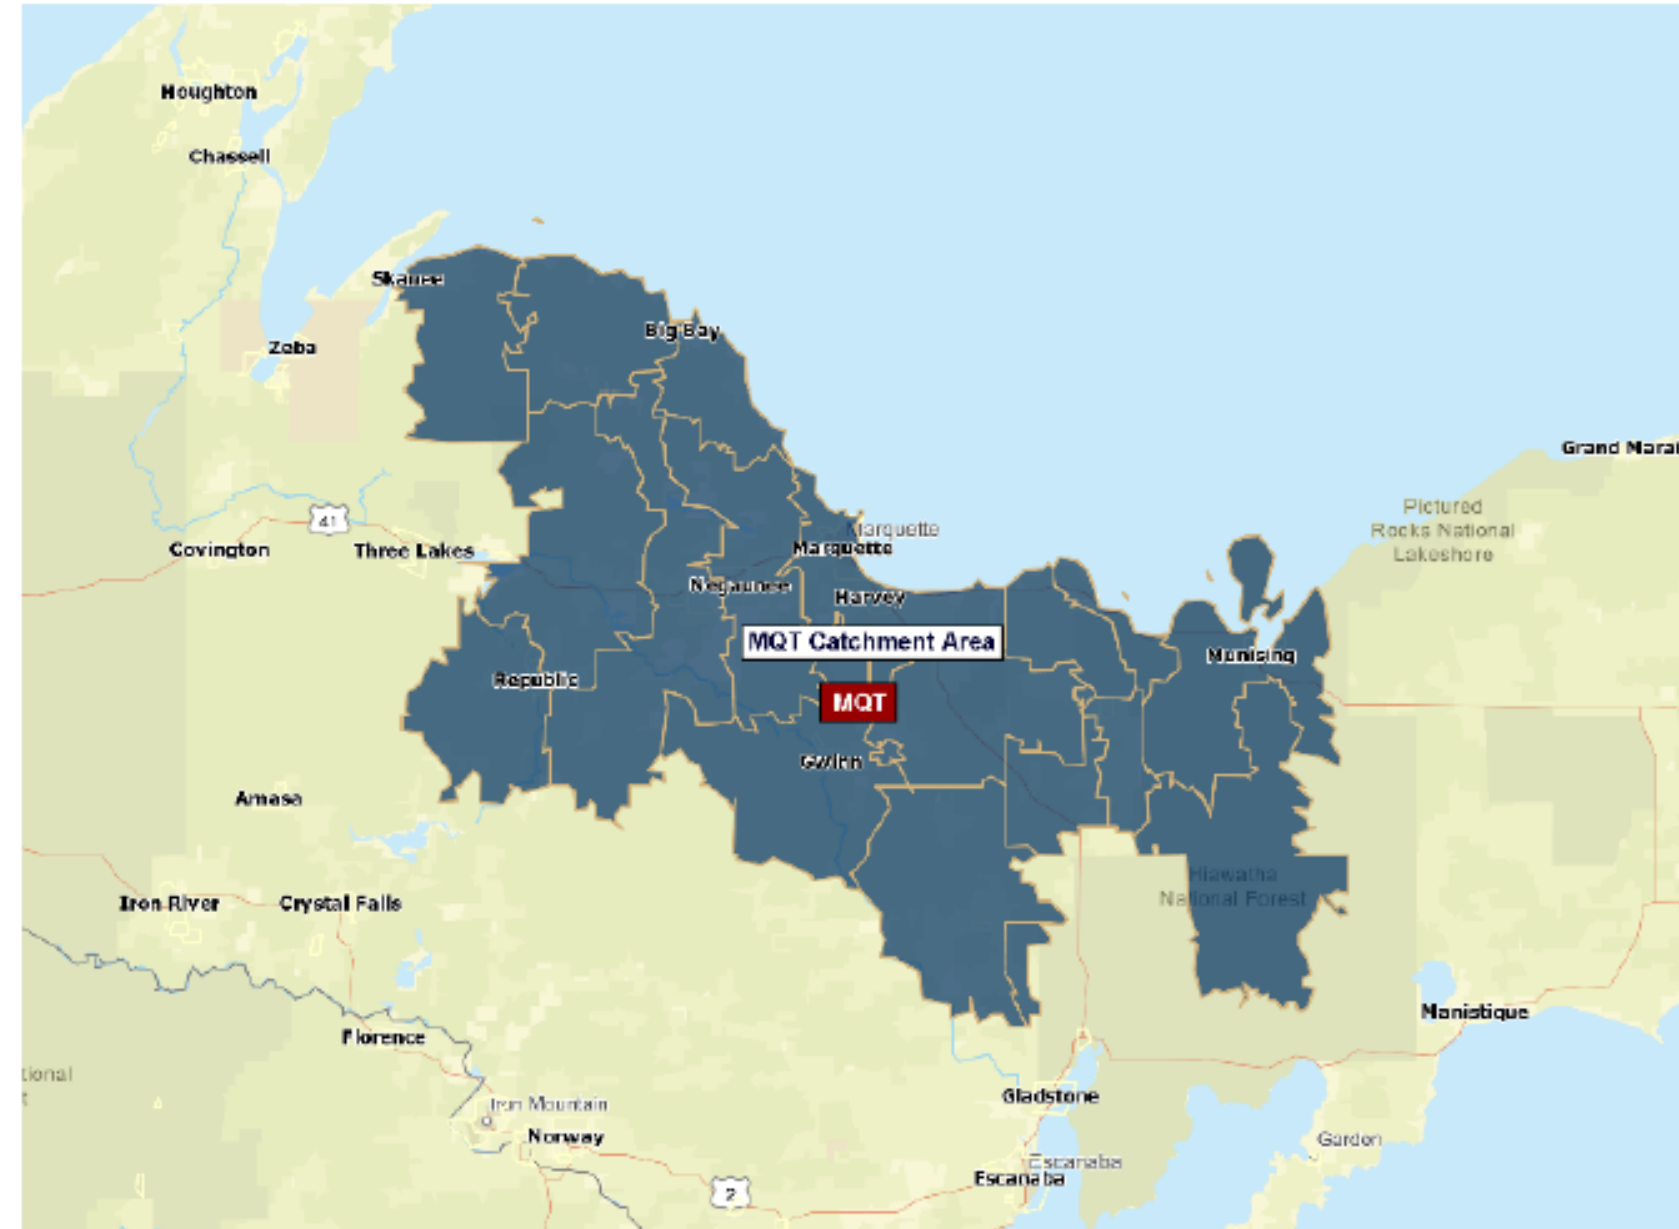 Houghton
Chassell
Skanee
Big Bay
Zeba
Grand Marai
Pictured
Rocks National
Lakeshore
41
Covington
Three Lakes
Marquette
Marquette
Negaunee
Harvey
MQT Catchment Area
Munising
Republic
MQT
Gwinn
Amasa
Hiawatha
National Forest
Iron River
Crystal Falls
Manistique
Florence
tional
t
Gladstone
Iron Mountain
Norway
Garden
Escanaba
Escanaba
2